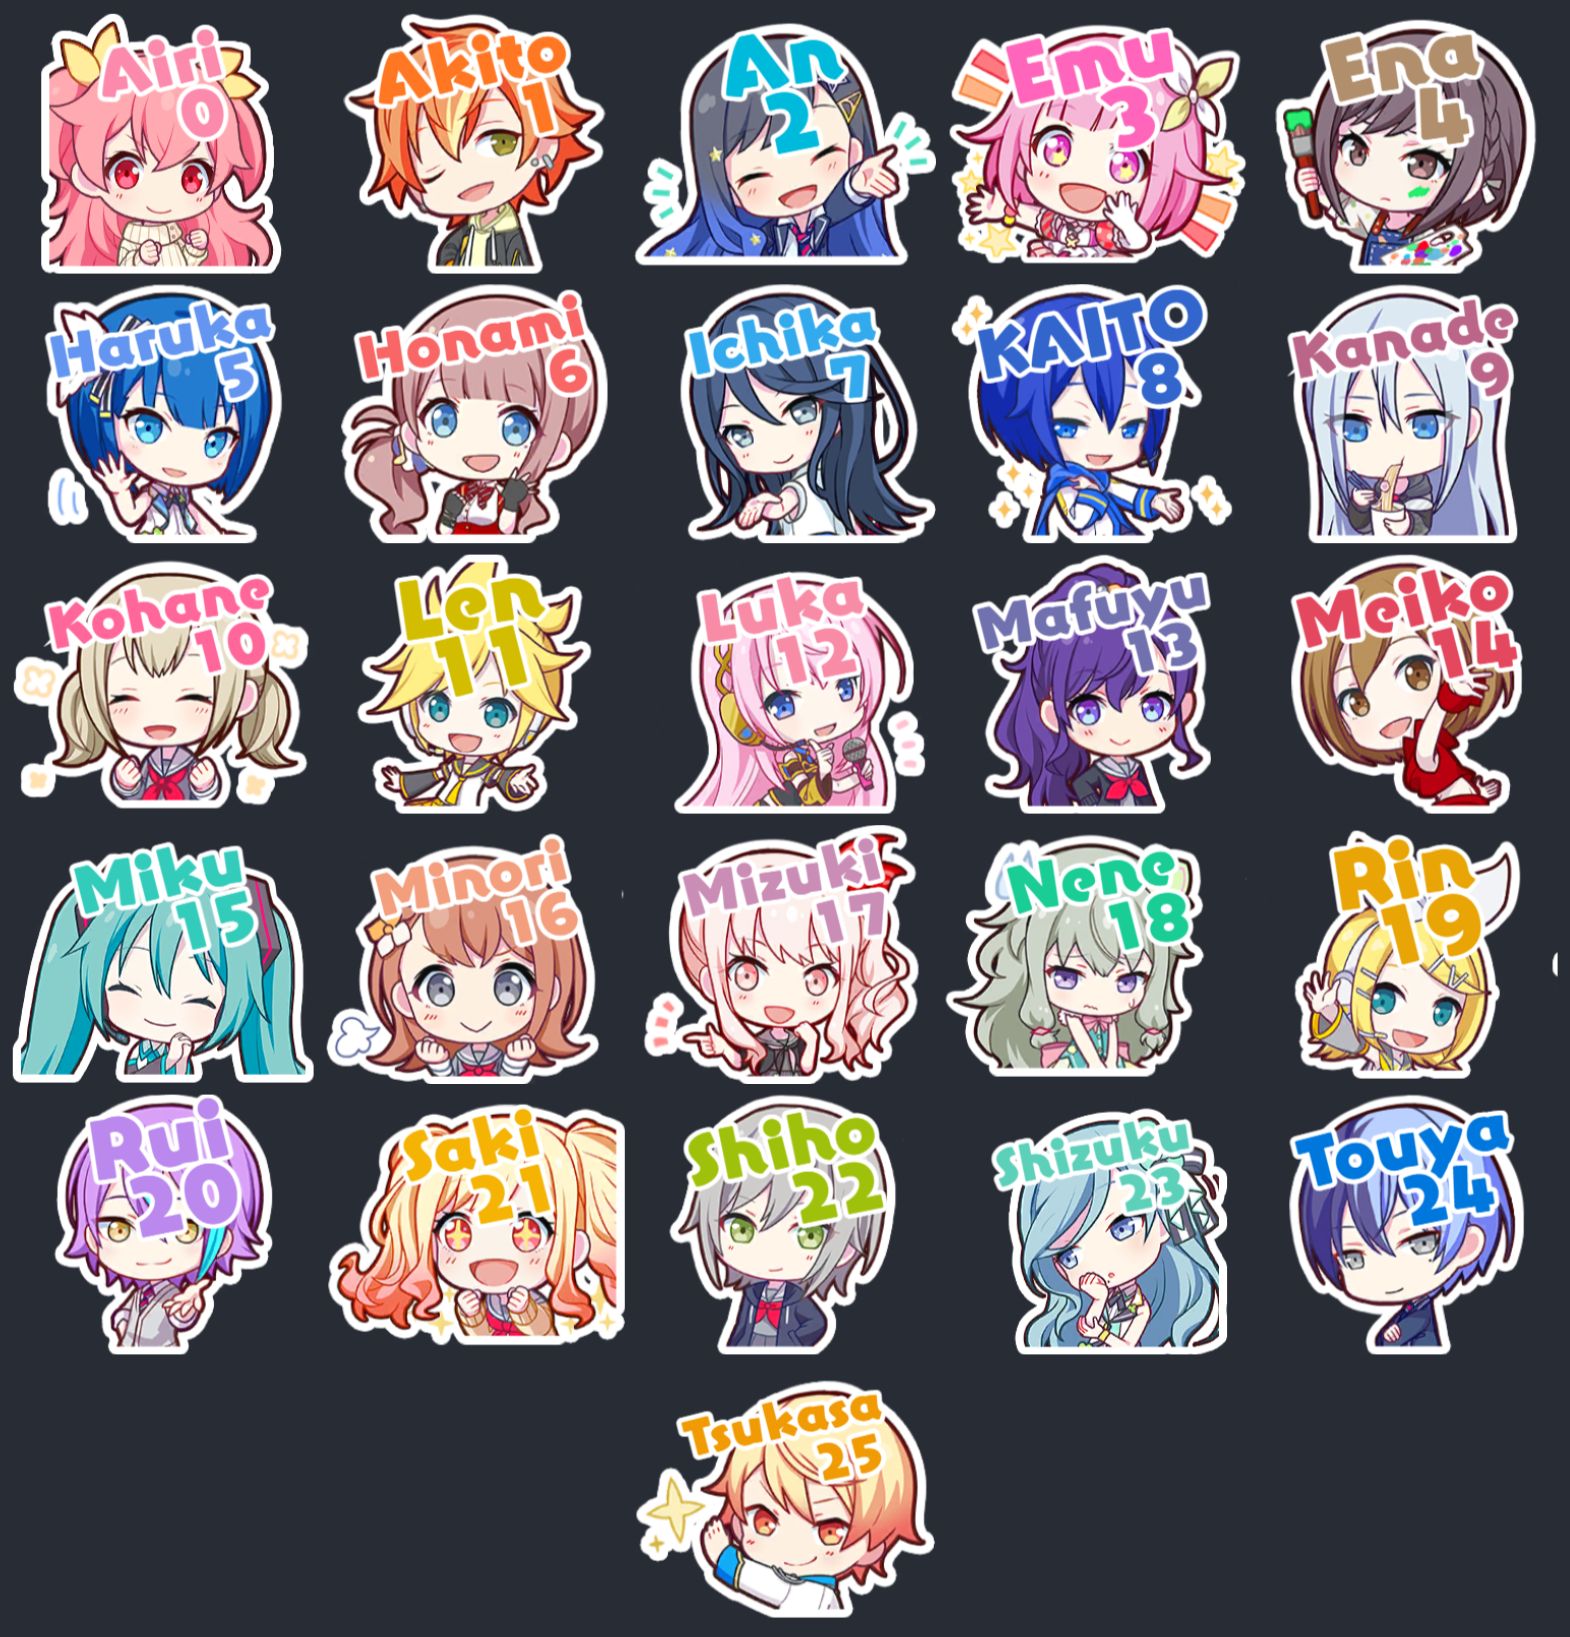 Airi
0
Akito
1
An
2
Emu
3
Ena
4
Haruka
5
Honami
6
Ichika
7
KAITO
8
Kanade
9
Kohane
10
Len
11
Luka
12
Mafuyu
13
Meiko
14
Miku
15
Minori
16
Mizuki
17
Nene
18
Rin
19
Rui
20
Saki
21
Shiho
22
Shizuku
23
Touya
24
Tsukasa
25